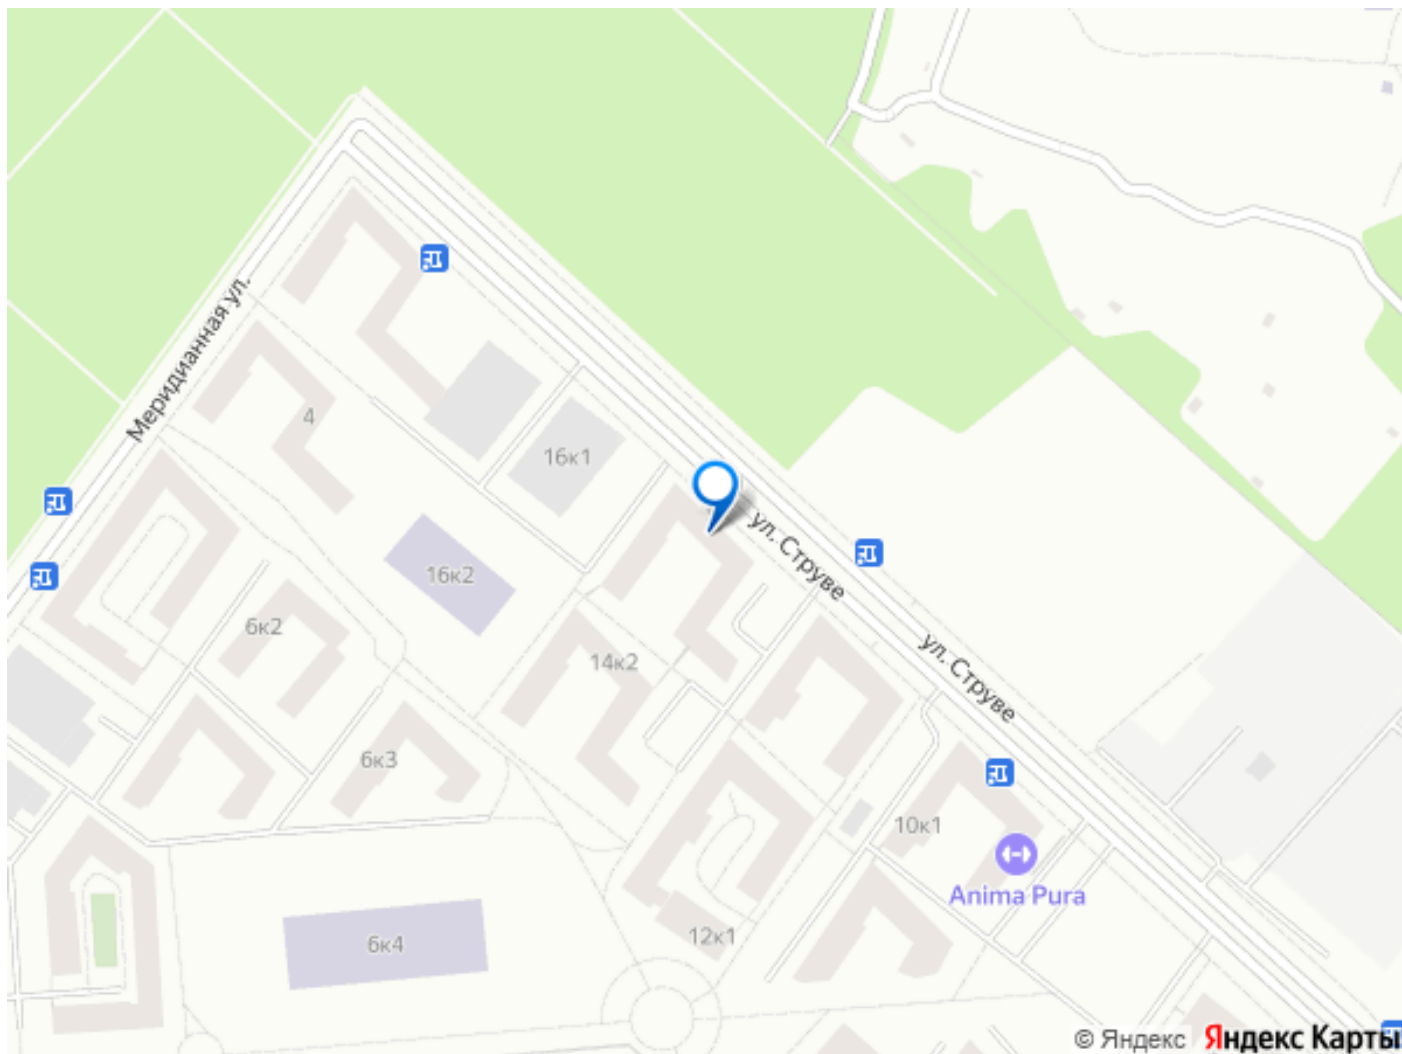 Меридианная ул.
4
16к1
16к2
ул. Струве
6к2
14к2
ул. Струве
6к3
10к1
Anima Pura
12к1
6к4
© Яндекс Яндекс Карты